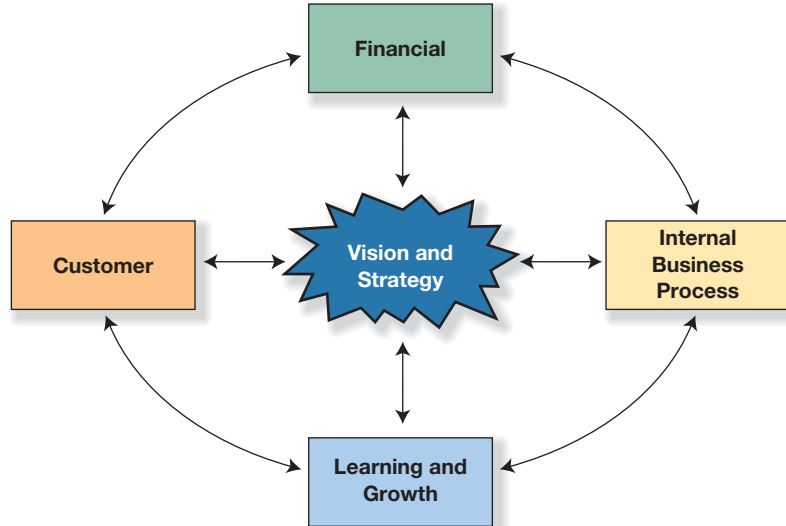 Financial
Customer
Vision and
Strategy
Internal
Business
Process
Learning and
Growth